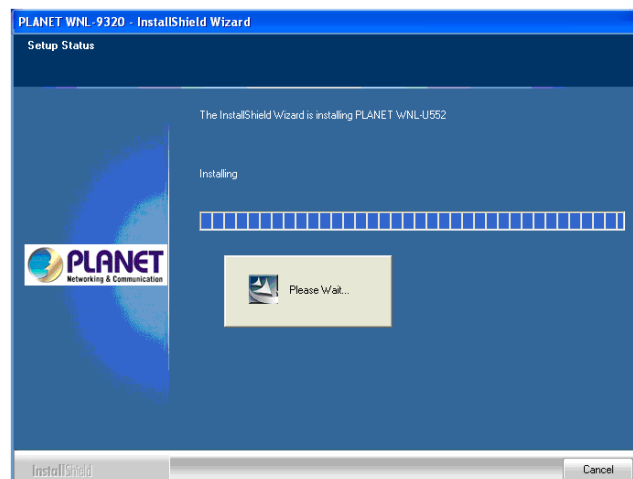 PLANET WNL-9320 - InstallShield Wizard
Setup Status
The InstallShield Wizard is installing PLANET WNL-U552
Installing
PLANET
Networking & Communication
Please Wait...
InstallShield
Cancel